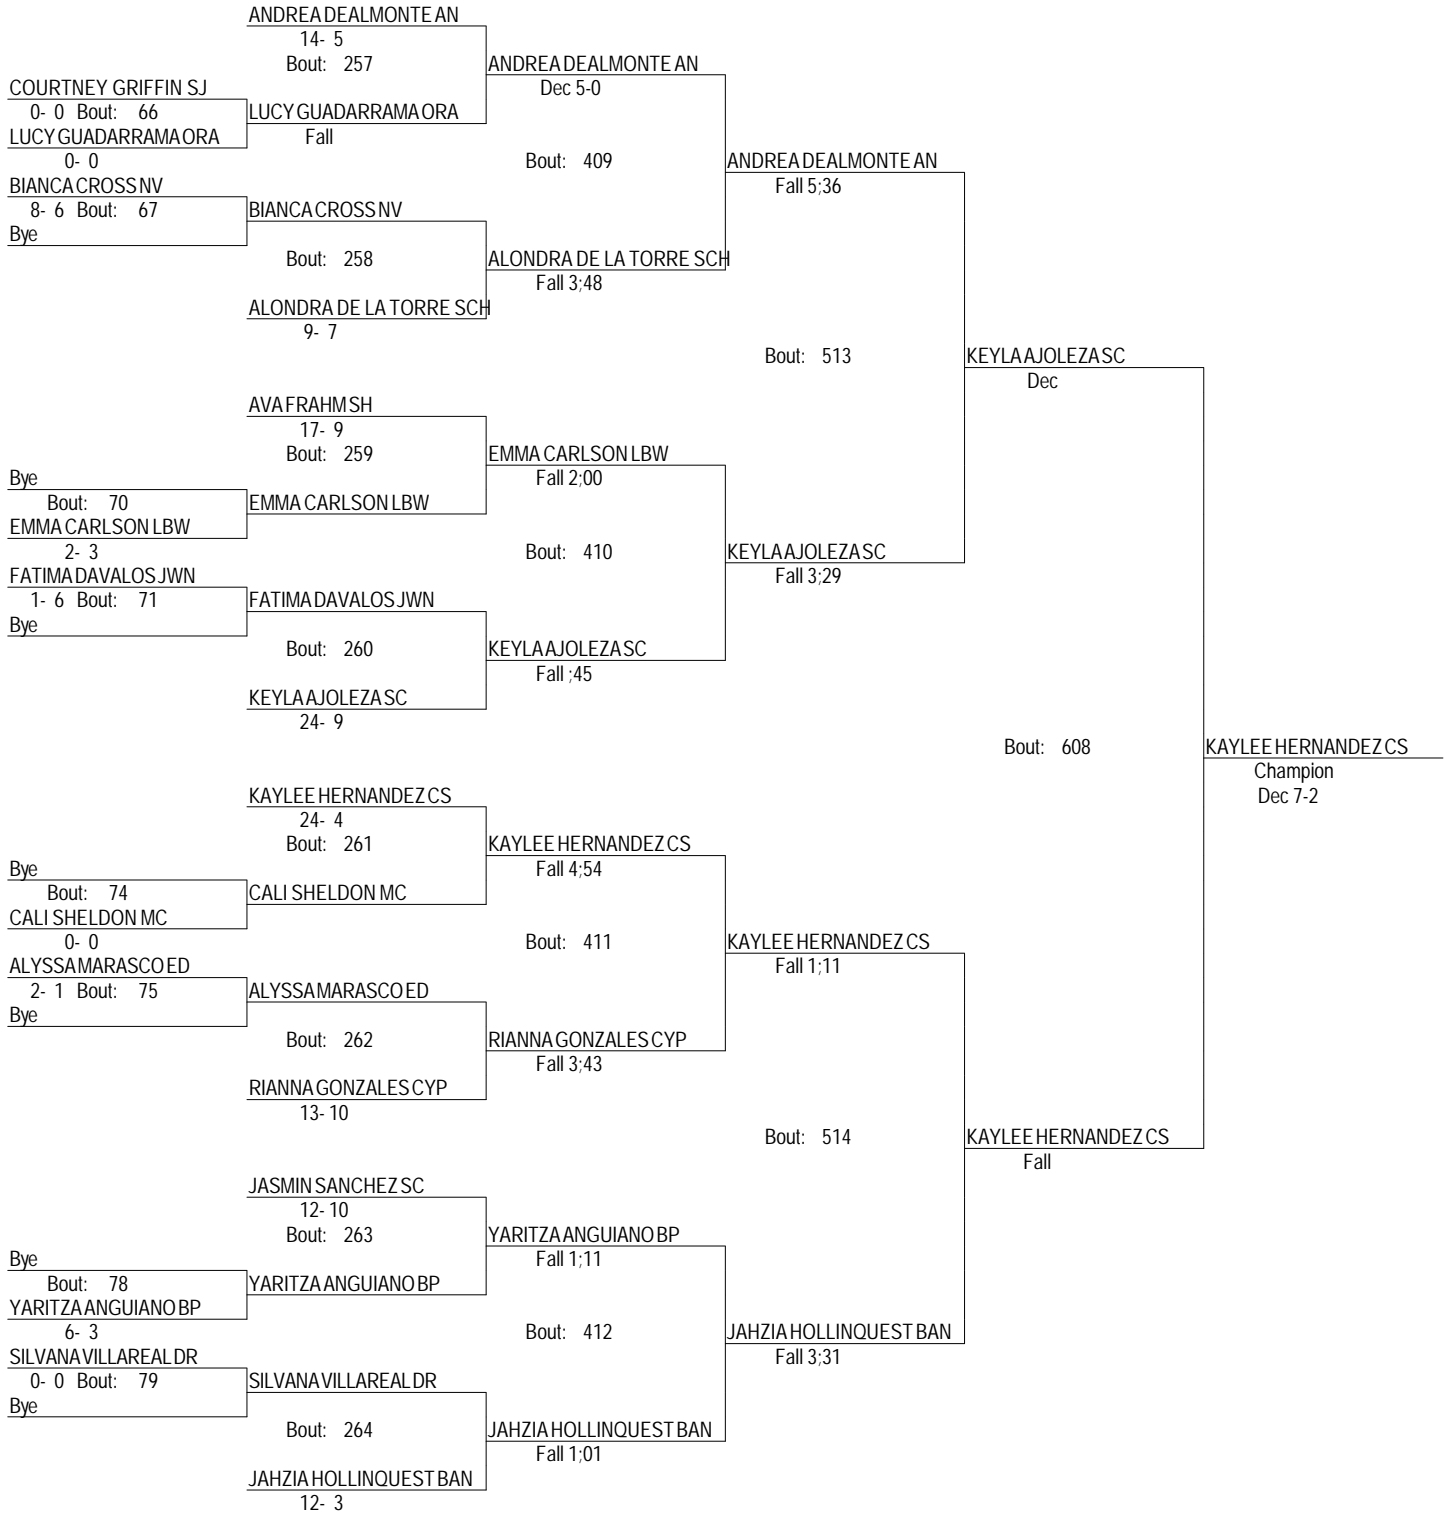 ANDREA DEALMONTE AN
14- 5
Bout: 257
ANDREA DEALMONTE AN
COURTNEY GRIFFIN SJ
Dec 5-0
0- 0 Bout: 66
LUCY GUADARRAMA ORA
LUCY GUADARRAMA ORA
Fall
0- 0
Bout: 409
ANDREA DEALMONTE AN
BIANCA CROSS NV
Fall 5;36
8- 6 Bout: 67
BIANCA CROSS NV
Bye
Bout: 258
ALONDRA DE LA TORRE SCH
Fall 3;48
ALONDRA DE LA TORRE SCH
9- 7
Bout: 513
KEYLA AJOLEZA SC
Dec
AVA FRAHM SH
17- 9
Bout: 259
EMMA CARLSON LBW
Bye
Fall 2;00
Bout: 70
EMMA CARLSON LBW
EMMA CARLSON LBW
2- 3
Bout: 410
KEYLA AJOLEZA SC
FATIMA DAVALOS JWN
Fall 3;29
1- 6 Bout: 71
FATIMA DAVALOS JWN
Bye
Bout: 260
KEYLA AJOLEZA SC
Fall ;45
KEYLA AJOLEZA SC
24- 9
Bout: 608
KAYLEE HERNANDEZ CS
Champion
Dec 7-2
KAYLEE HERNANDEZ CS
24- 4
Bout: 261
KAYLEE HERNANDEZ CS
Bye
Fall 4;54
Bout: 74
CALI SHELDON MC
CALI SHELDON MC
0- 0
Bout: 411
KAYLEE HERNANDEZ CS
ALYSSA MARASCO ED
Fall 1;11
2- 1 Bout: 75
ALYSSA MARASCO ED
Bye
Bout: 262
RIANNA GONZALES CYP
Fall 3;43
RIANNA GONZALES CYP
13- 10
Bout: 514
KAYLEE HERNANDEZ CS
Fall
JASMIN SANCHEZ SC
12- 10
Bout: 263
YARITZA ANGUIANO BP
Bye
Fall 1;11
Bout: 78
YARITZA ANGUIANO BP
YARITZA ANGUIANO BP
6- 3
Bout: 412
JAHZIA HOLLINQUEST BAN
SILVANA VILLAREAL DR
Fall 3;31
0- 0 Bout: 79
SILVANA VILLAREAL DR
Bye
Bout: 264
JAHZIA HOLLINQUEST BAN
Fall 1;01
JAHZIA HOLLINQUEST BAN
12- 3